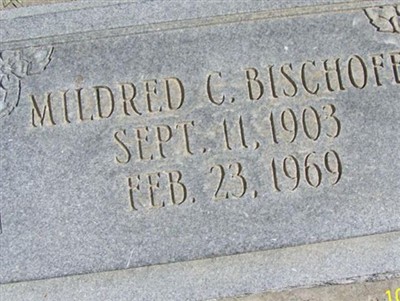 MILDRED C. BISCHOFF
SEPT. 11, 1903
FEB. 23, 1969